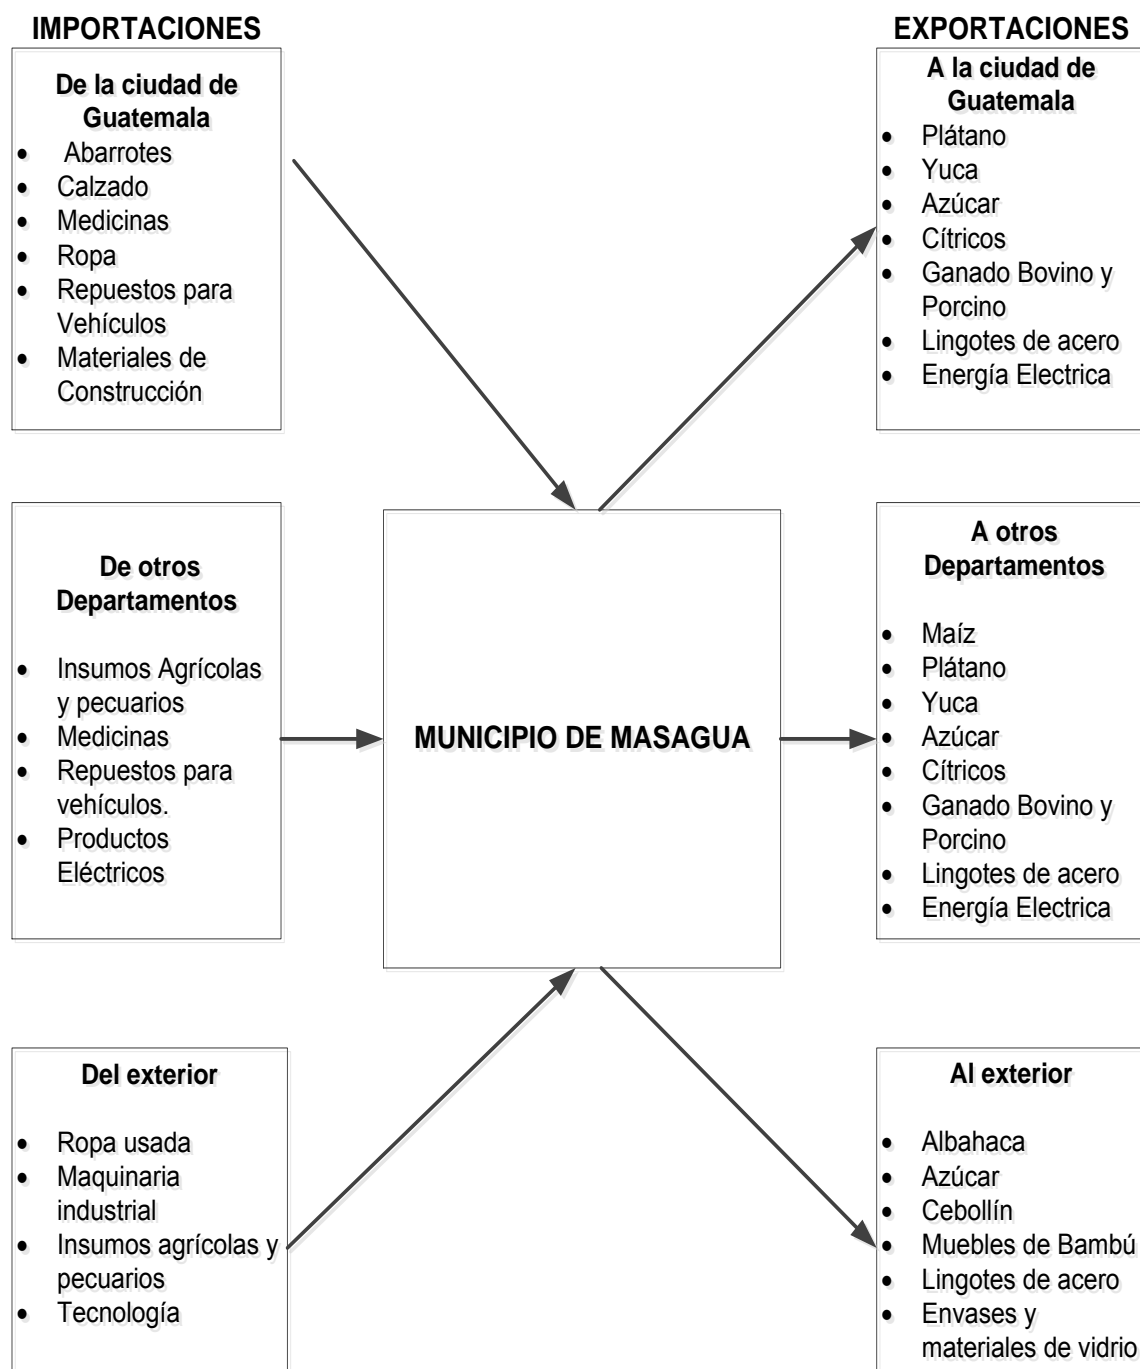 IMPORTACIONES
De la ciudad de
Guatemala
• Abarrotes
• Calzado
• Medicinas
• Ropa
• Repuestos para
Vehículos
• Materiales de
Construcción
De otros
Departamentos
• Insumos Agrícolas
y pecuarios
• Medicinas
• Repuestos para
vehículos.
• Productos
Eléctricos
Del exterior
• Ropa usada
• Maquinaria
industrial
• Insumos agrícolas y
pecuarios
• Tecnología
MUNICIPIO DE MASAGUA
EXPORTACIONES
A la ciudad de
Guatemala
• Plátano
• Yuca
• Azúcar
• Cítricos
• Ganado Bovino y
Porcino
• Lingotes de acero
• Energía Electrica
A otros
Departamentos
• Maíz
• Plátano
• Yuca
• Azúcar
• Cítricos
• Ganado Bovino y
Porcino
• Lingotes de acero
• Energía Electrica
Al exterior
• Albahaca
• Azúcar
• Cebollín
• Muebles de Bambú
• Lingotes de acero
• Envases y
materiales de vidrio